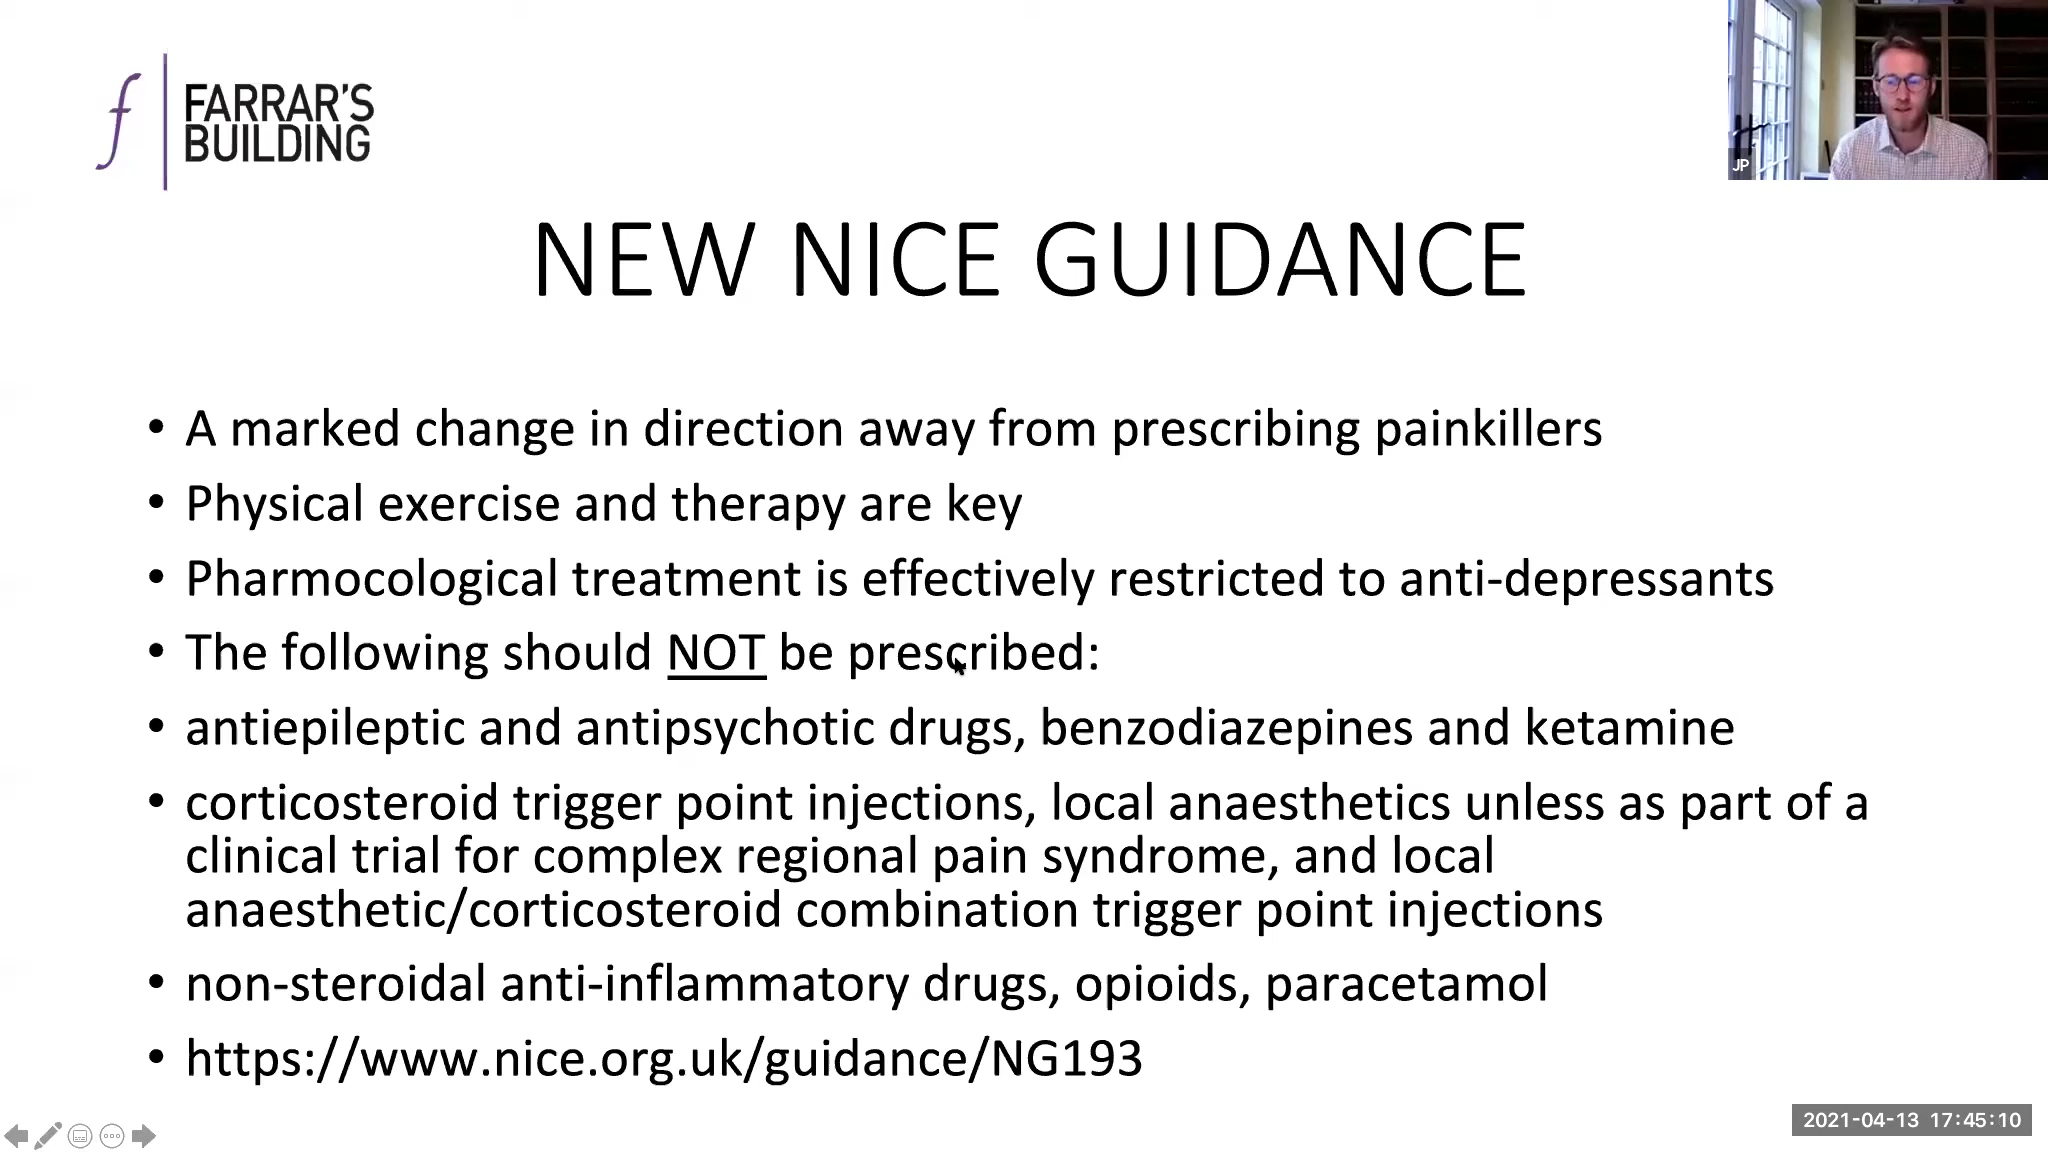 f
FARRAR'S
BUILDING
JP
NEW NICE GUIDANCE
• A marked change in direction away from prescribing painkillers
• Physical exercise and therapy are key
• Pharmocological treatment is effectively restricted to anti-depressants
• The following should NOT be prescribed:
• antiepileptic and antipsychotic drugs, benzodiazepines and ketamine
• corticosteroid trigger point injections, local anaesthetics unless as part of a
clinical trial for complex regional pain syndrome, and local
anaesthetic/corticosteroid combination trigger point injections
• non-steroidal anti-inflammatory drugs, opioids, paracetamol
• https://www.nice.org.uk/guidance/NG193
2021-04-13 17:45:10